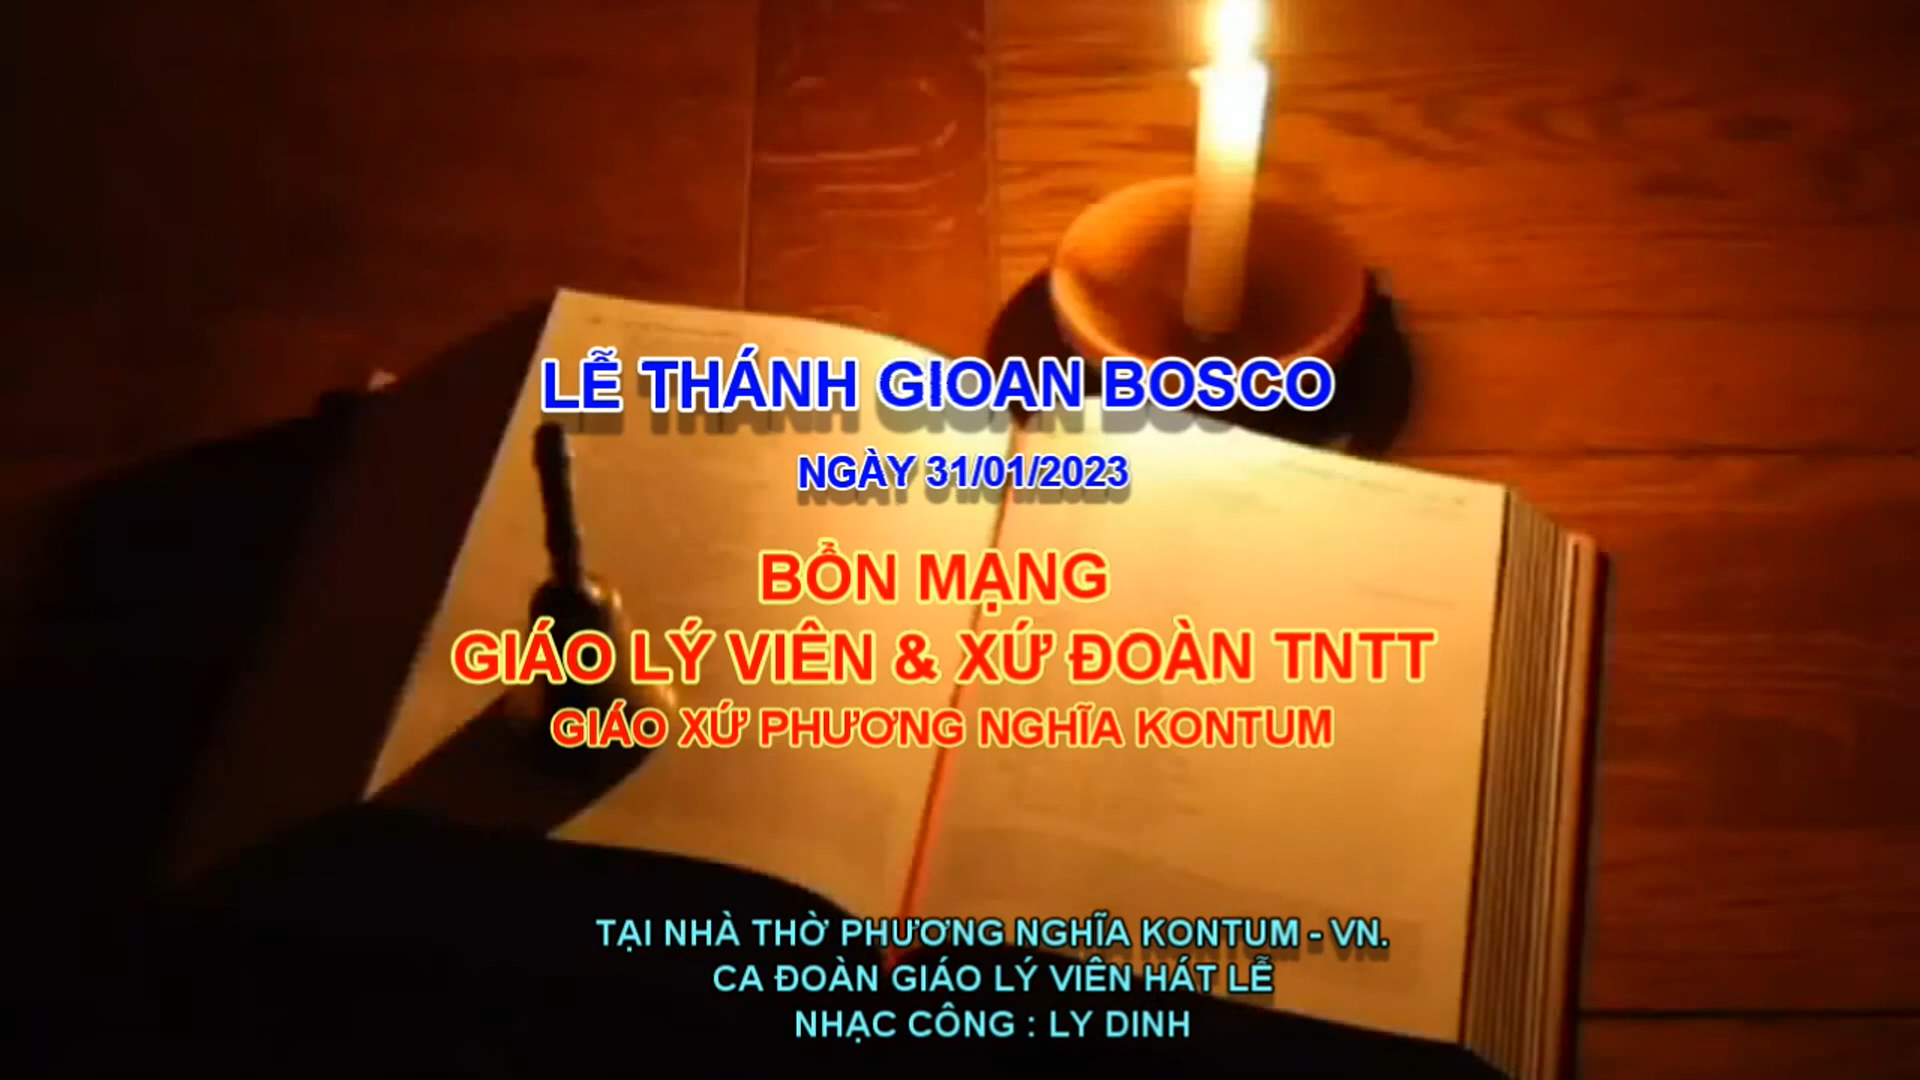 LỄ THÁNH GIOAN BOSCO
NGÀY 31/01/2023
BỔN MẠNG
GIÁO LÝ VIÊN & XỨ ĐOÀN TNTT
GIÁO XỨ PHƯƠNG NGHĨA KONTUM
TẠI NHÀ THỜ PHƯƠNG NGHĨA KONTUM - VN.
CA ĐOÀN GIÁO LÝ VIÊN HÁT LỄ
NHẠC CÔNG : LY DINH